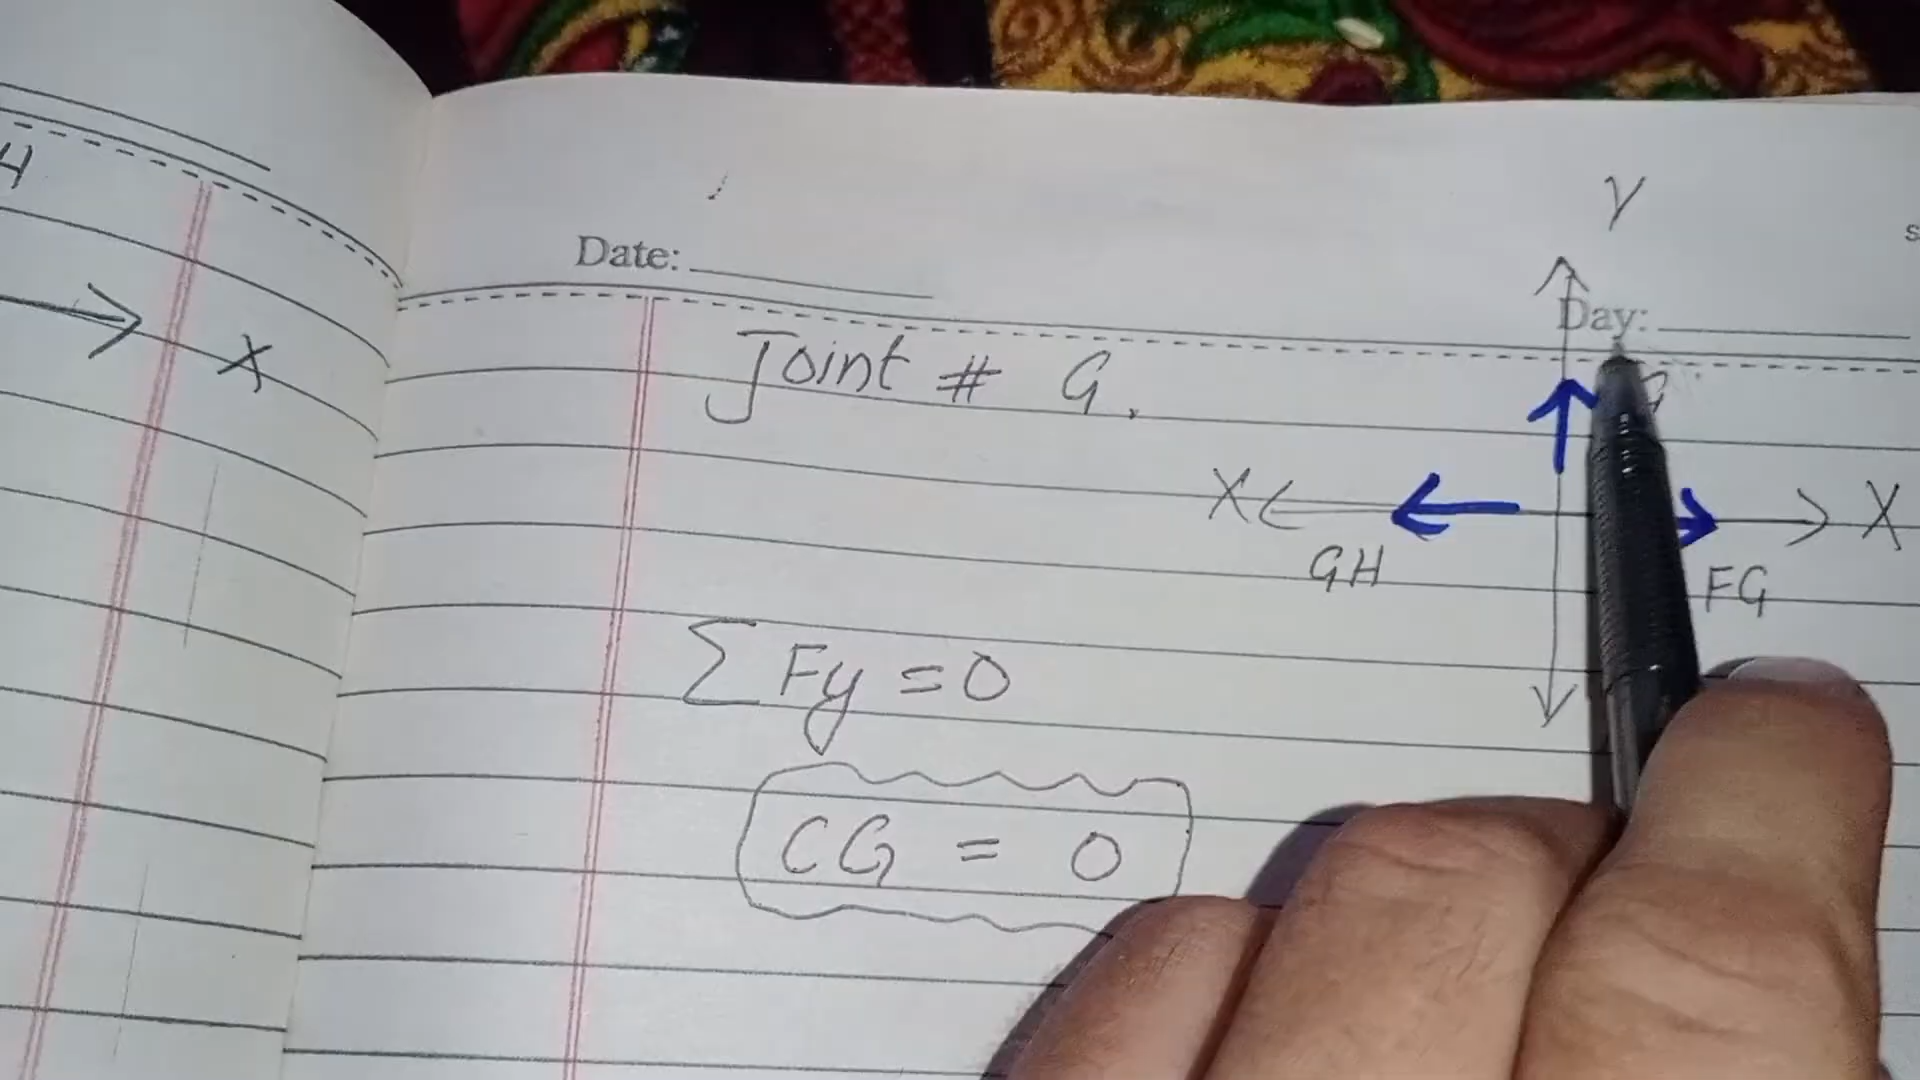 H
X
Y
Date:
Day:
Joint # G.
X X
GH FG
∑ Fy = 0
CG = 0